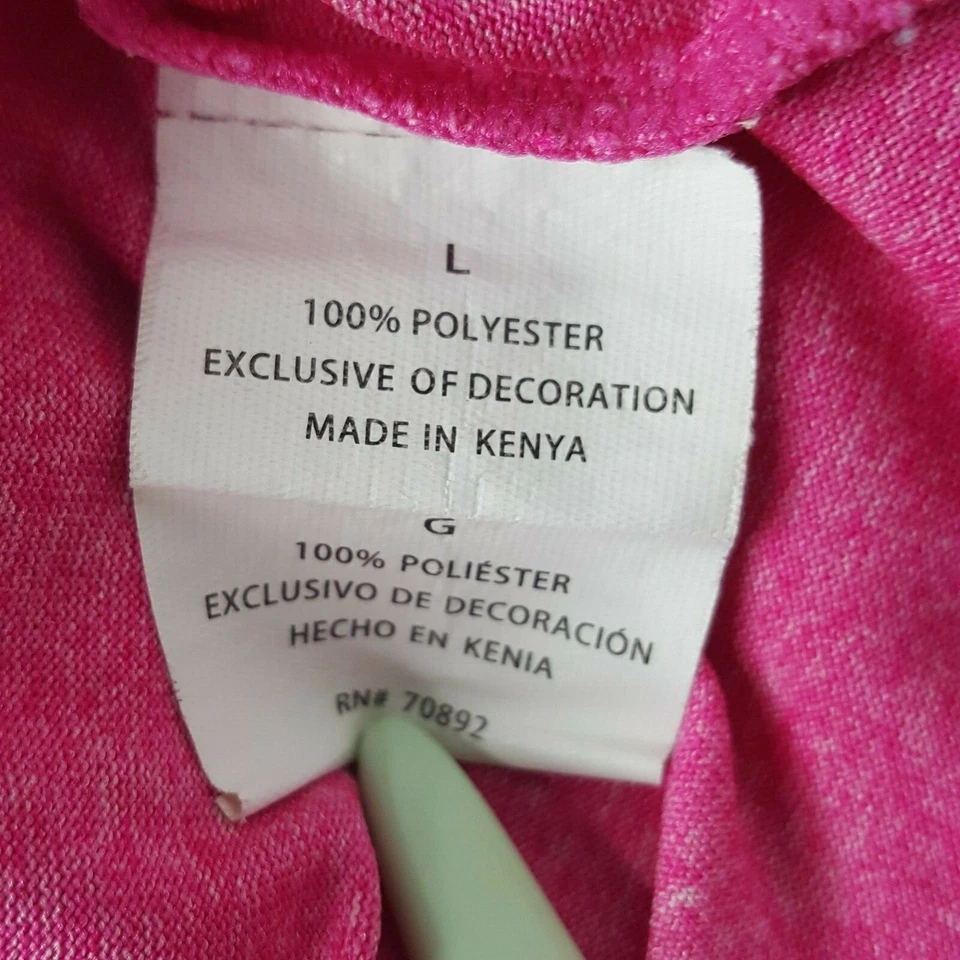 L
100% POLYESTER
EXCLUSIVE OF DECORATION
MADE IN KENYA
G
100% POLIÉSTER
EXCLUSIVO DE DECORACIÓN
HECHO EN KENIA
RN# 70892